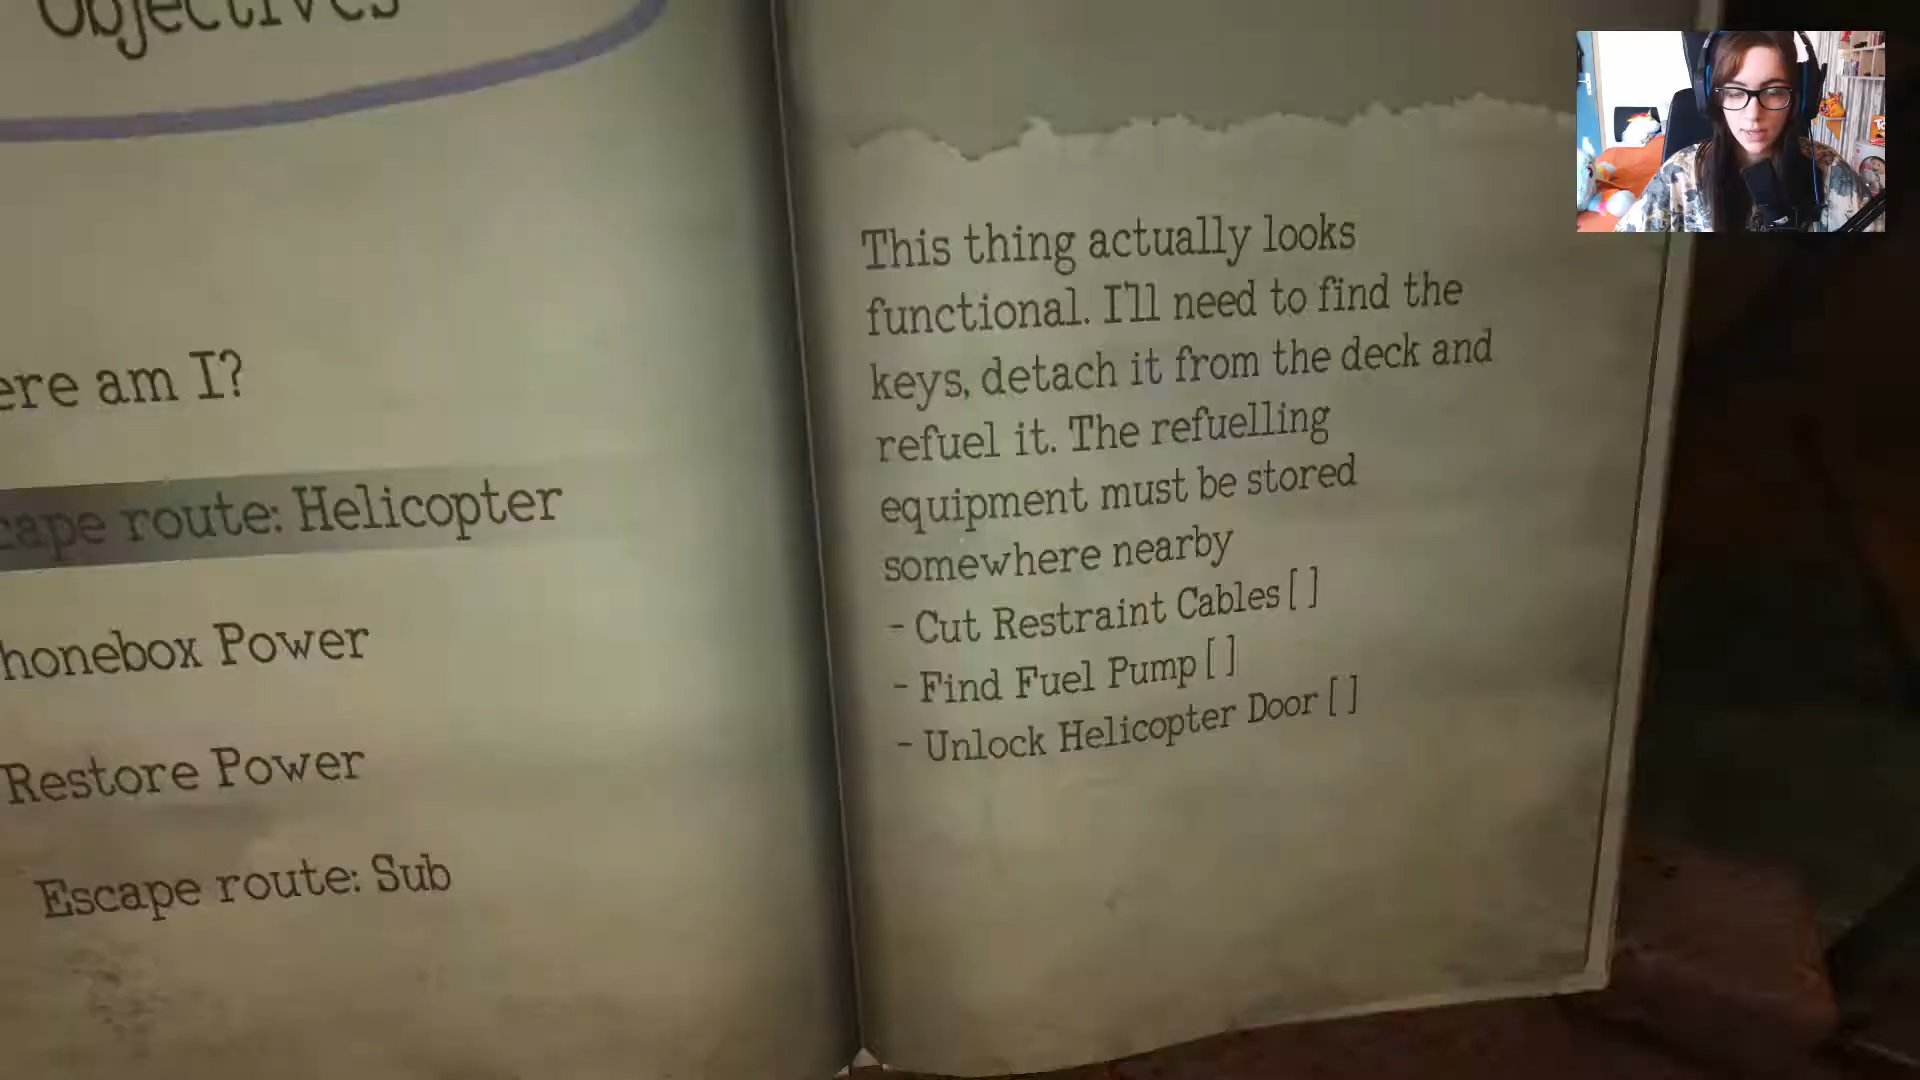 Objectives
ere am I?
cape route: Helicopter
honebox Power
Restore Power
Escape route: Sub
This thing actually looks
functional. I'll need to find the
keys, detach it from the deck and
refuel it. The refuelling
equipment must be stored
somewhere nearby
- Cut Restraint Cables [ ]
- Find Fuel Pump [ ]
- Unlock Helicopter Door [ ]